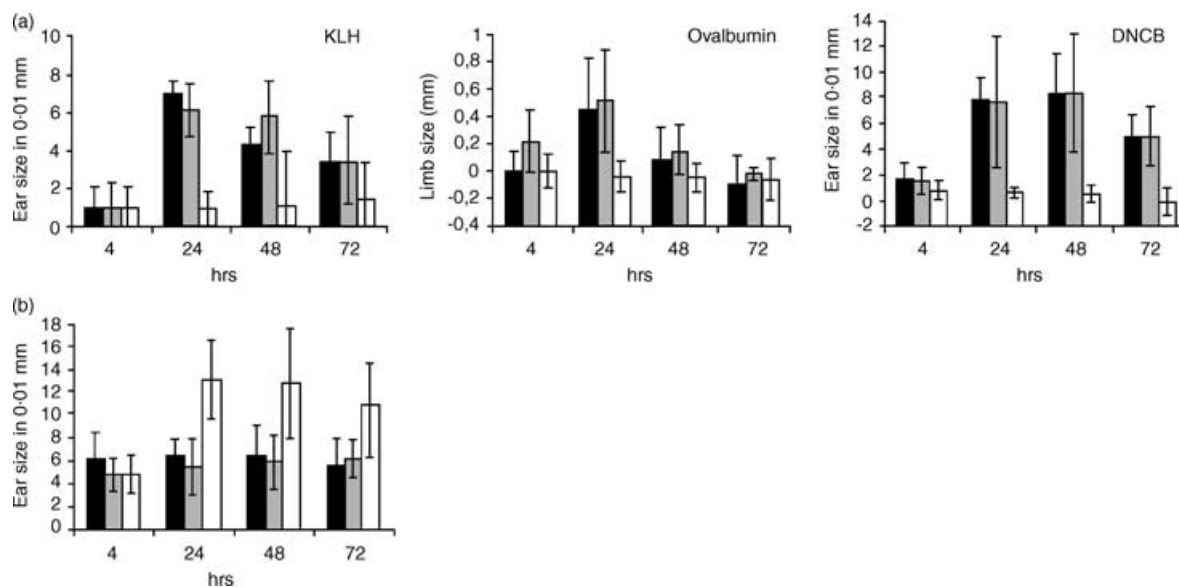 (a)
KLH
Ear size in 0·01 mm
10
8
6
4
2
0
4 24 48 72
hrs
Ovalbumin
Limb size (mm)
1
0,8
0,6
0,4
0,2
0
-0,2
-0,4
4 24 48 72
hrs
DNCB
Ear size in 0·01 mm
14
12
10
8
6
4
2
0
-2
4 24 48 72
hrs
(b)
Ear size in 0·01 mm
18
16
14
12
10
8
6
4
2
0
4 24 48 72
hrs